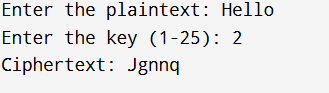 Enter the plaintext: Hello
Enter the key (1-25): 2
Ciphertext: Jgnnq